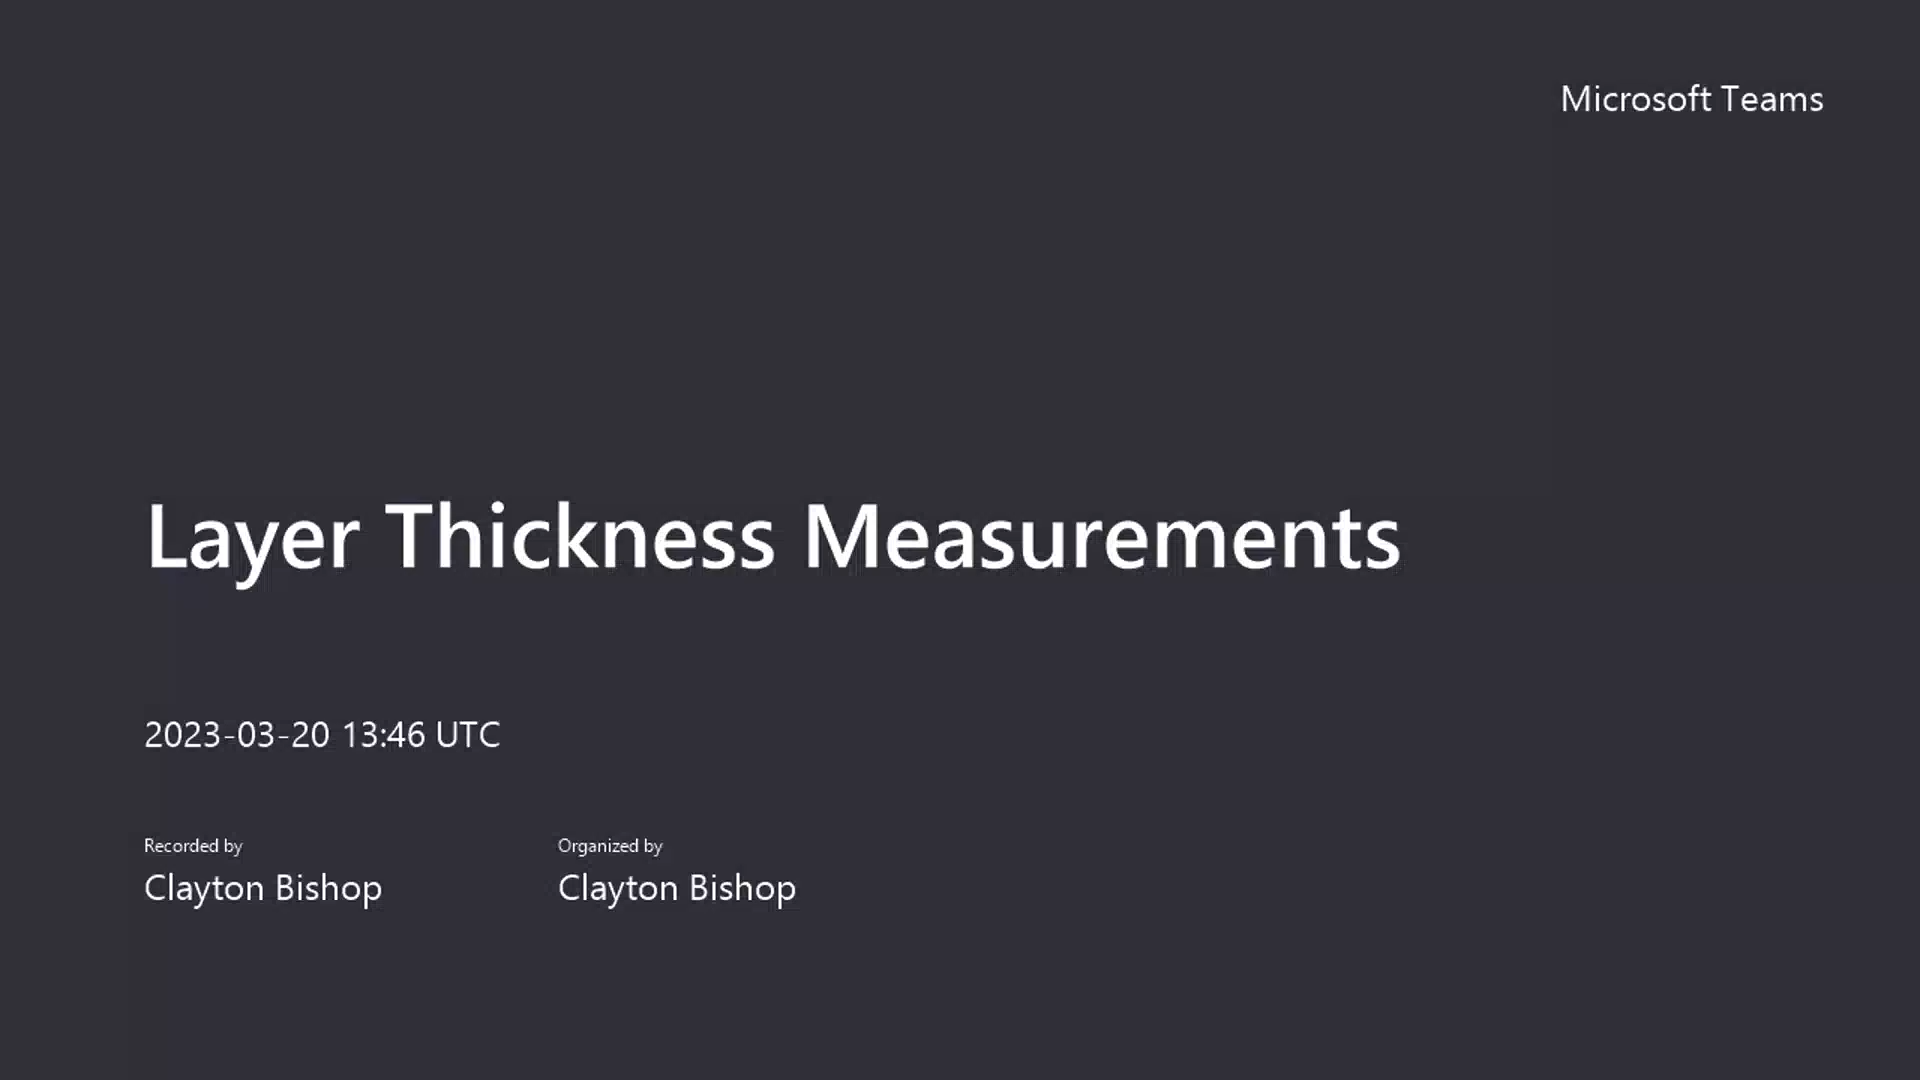 Microsoft Teams
Layer Thickness Measurements
2023-03-20 13:46 UTC
Recorded by
Clayton Bishop
Organized by
Clayton Bishop